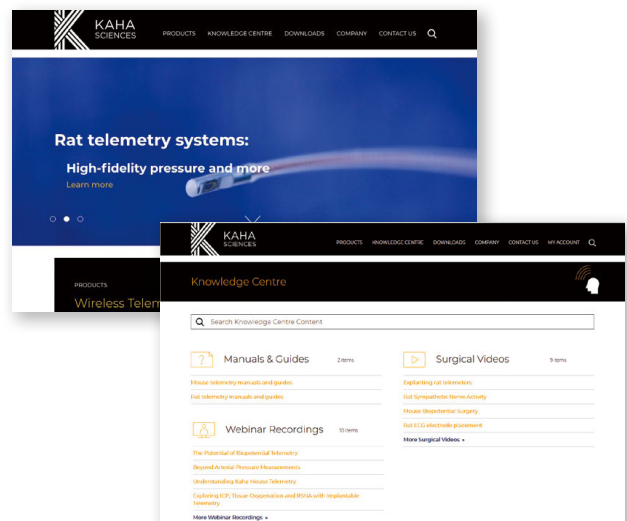 KAHA
SCIENCES
PRODUCTS KNOWLEDGE CENTRE DOWNLOADS COMPANY CONTACT US
Rat telemetry systems:
High-fidelity pressure and more
Learn more
PRODUCTS
Wireless Telem
KAHA
SCIENCES
PRODUCTS KNOWLEDGE CENTRE DOWNLOADS COMPANY CONTACT US MY ACCOUNT
Knowledge Centre
Search Knowledge Centre Content
Manuals & Guides 2 items
Mouse telemetry manuals and guides
Rat telemetry manuals and guides
Webinar Recordings 10 items
The Potential of Biopotential Telemetry
Beyond Arterial Pressure Measurements
Understanding Kaha Mouse Telemetry
Exploring ICP, Tissue Oxygenation and RSNA with Implantable
Telemetry
More Webinar Recordings »
Surgical Videos 9 items
Explanting rat telemeters
Rat Sympathetic Nerve Activity
Mouse Biopotential Surgery
Rat ECG electrode placement
More Surgical Videos »